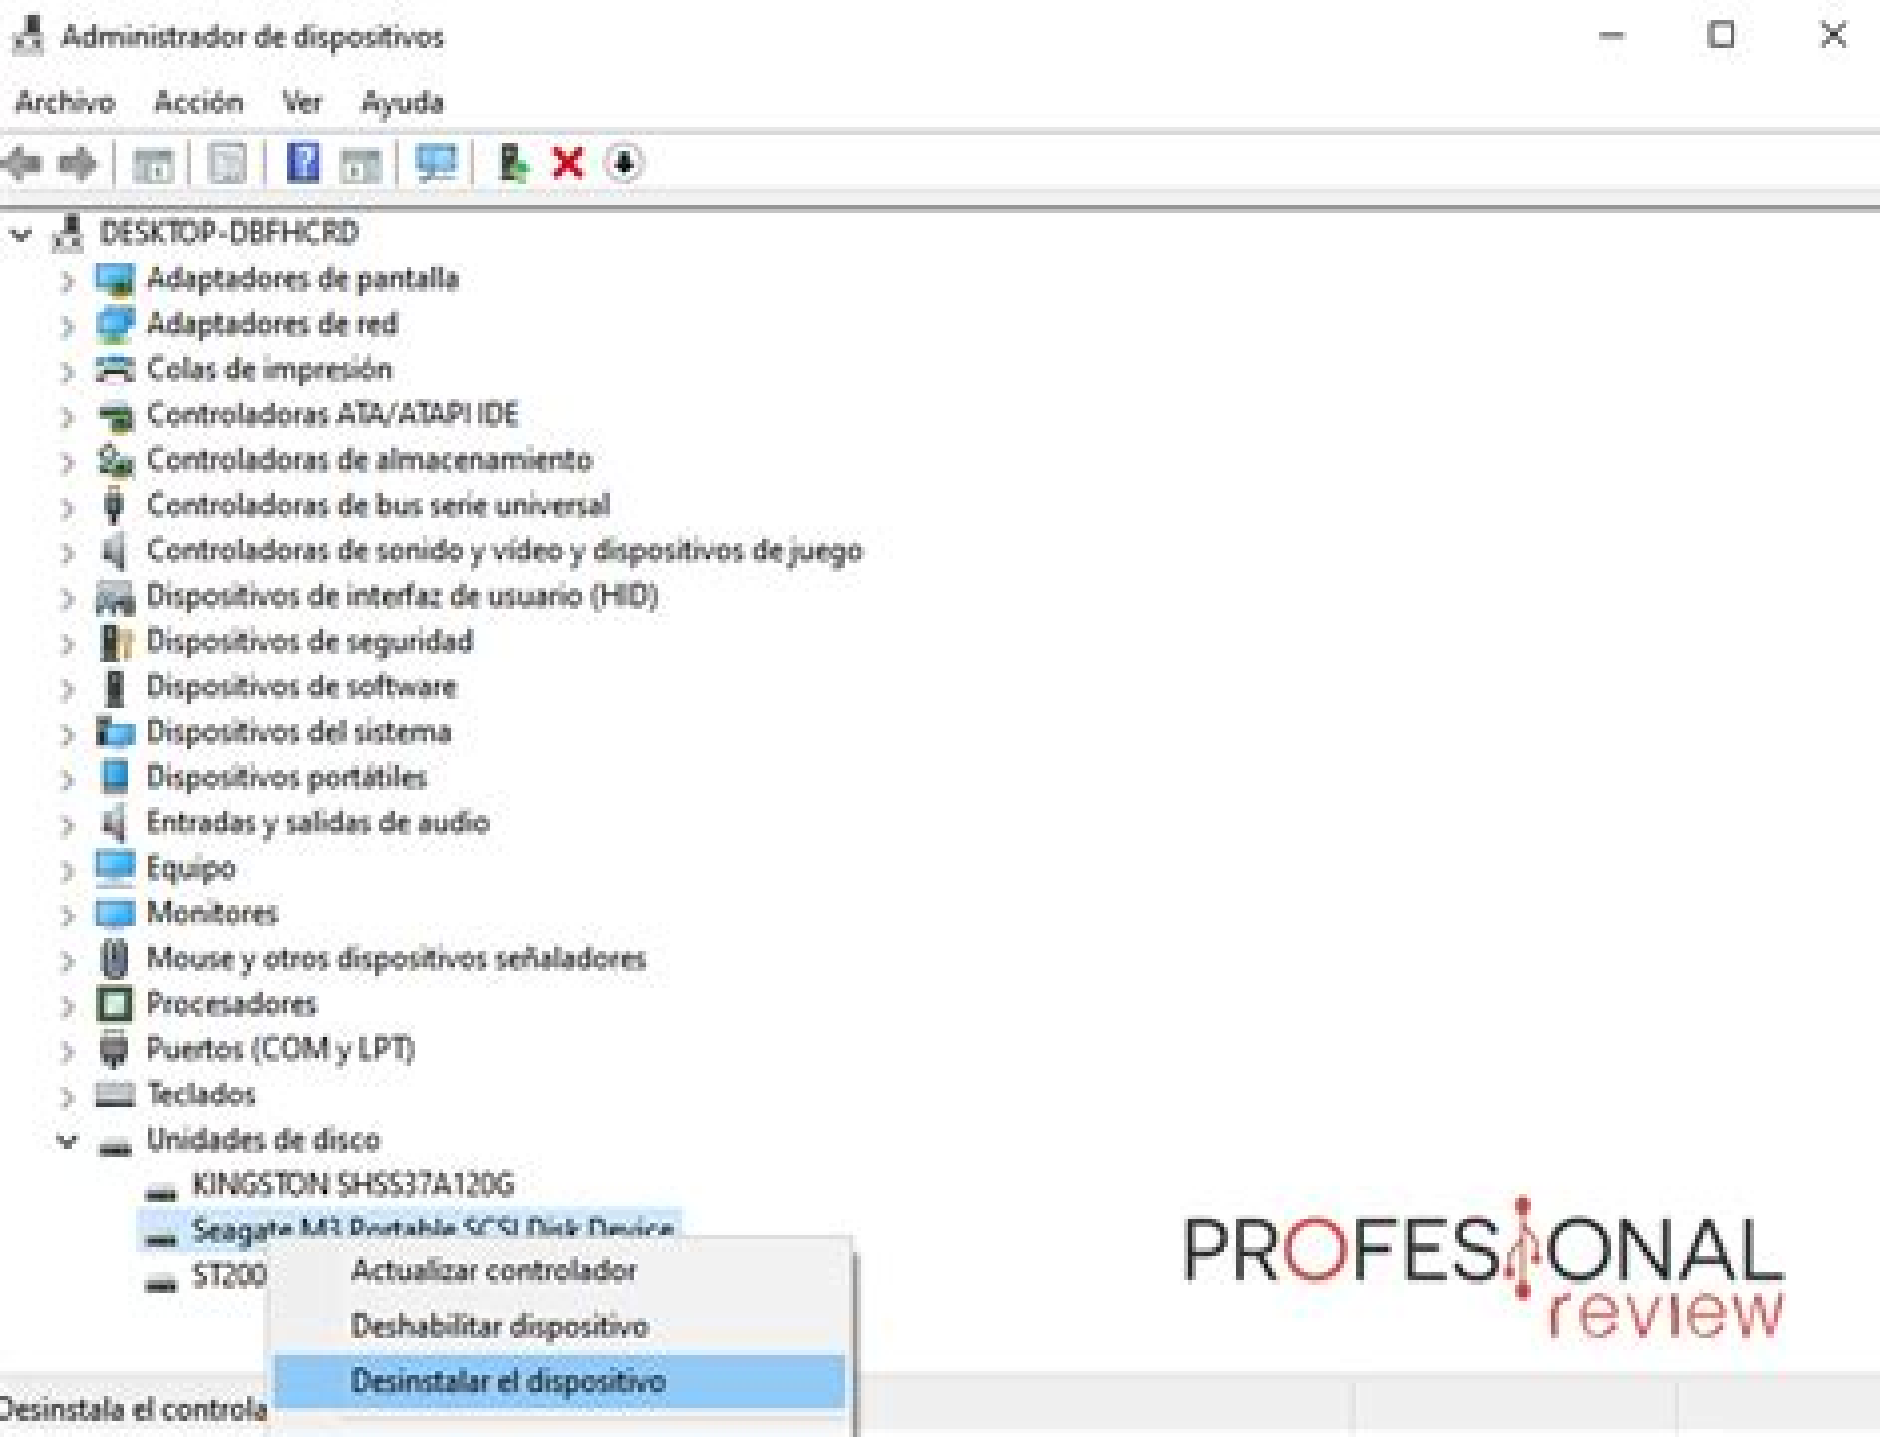 Administrador de dispositivos
Archivo Acción Ver Ayuda
DESKTOP-DBFHCRD
Adaptadores de pantalla
Adaptadores de red
Colas de impresión
Controladoras ATA/ATAPI IDE
Controladoras de almacenamiento
Controladoras de bus serie universal
Controladoras de sonido y vídeo y dispositivos de juego
Dispositivos de interfaz de usuario (HID)
Dispositivos de seguridad
Dispositivos de software
Dispositivos del sistema
Dispositivos portátiles
Entradas y salidas de audio
Equipo
Monitores
Mouse y otros dispositivos señaladores
Procesadores
Puertos (COM y LPT)
Teclados
Unidades de disco
KINGSTON SHSS37A120G
Seagate M3 Portable SCSI Disk Device
ST200
Actualizar controlador
Deshabilitar dispositivo
Desinstalar el dispositivo
Desinstala el controla
PROFESIONAL
review